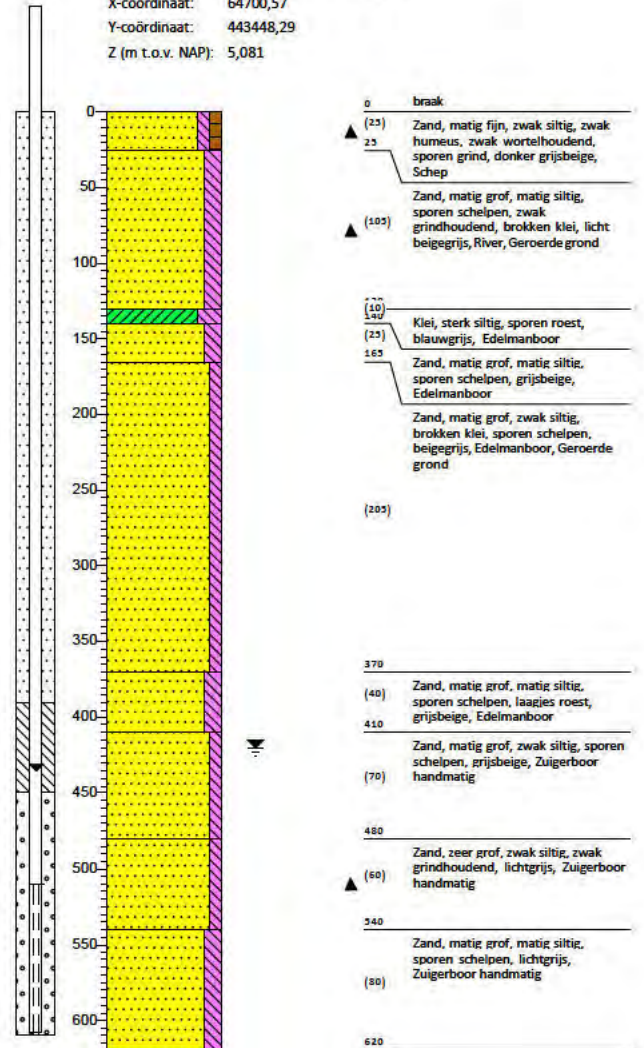 X-coördinaat: 64700,57
Y-coördinaat: 443448,29
Z (m t.o.v. NAP): 5,081
0
50
100
150
200
250
300
350
400
450
500
550
600
0 braak
(25) Zand, matig fijn, zwak siltig, zwak
25 humeus, zwak wortelhoudend,
sporen grind, donker grijsbeige,
Schep
Zand, matig grof, matig siltig,
sporen schelpen, zwak
(105) grindhoudend, brokken klei, licht
beigegrijs, River, Geroerde grond
(10)
140 Klei, sterk siltig, sporen roest,
(25) blauwgrijs, Edelmanboor
165 Zand, matig grof, matig siltig,
sporen schelpen, grijsbeige,
Edelmanboor
Zand, matig grof, zwak siltig,
brokken klei, sporen schelpen,
beigegrijs, Edelmanboor, Geroerde
grond
(205)
370
Zand, matig grof, matig siltig,
(40) sporen schelpen, laagjes roest,
grijsbeige, Edelmanboor
410
Zand, matig grof, zwak siltig, sporen
schelpen, grijsbeige, Zuigerboor
(70) handmatig
480
Zand, zeer grof, zwak siltig, zwak
(60) grindhoudend, lichtgrijs, Zuigerboor
handmatig
540
Zand, matig grof, matig siltig,
sporen schelpen, lichtgrijs,
(80) Zuigerboor handmatig
620